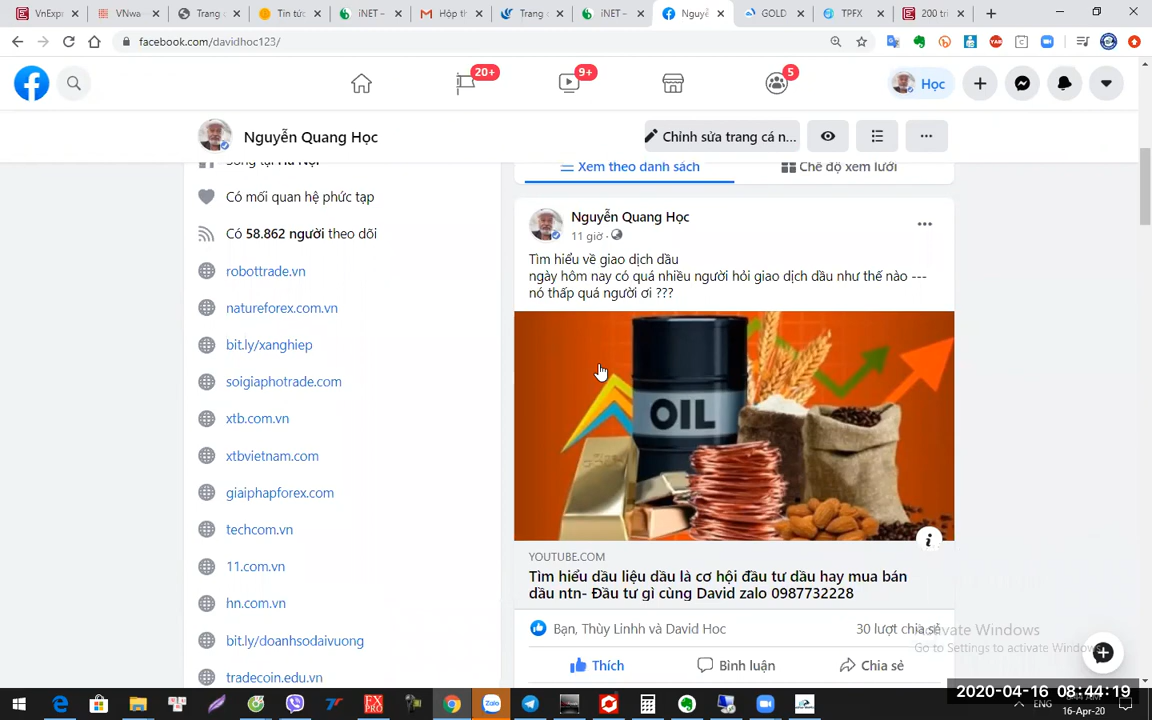 VnExp
VNwa
Trang c
Tin tức
iNET –
Hộp th
Trang c
iNET –
Nguyễ
GOLD
TPFX
200 tri
facebook.com/davidhoc123/
20+
9+
5
Học
Nguyễn Quang Học
Chỉnh sửa trang cá n...
Sống tại Hà Nội
Có mối quan hệ phức tạp
Có 58.862 người theo dõi
robottrade.vn
natureforex.com.vn
bit.ly/xanghiep
soigiaphotrade.com
xtb.com.vn
xtbvietnam.com
giaiphapforex.com
techcom.vn
11.com.vn
hn.com.vn
bit.ly/doanhsodaivuong
tradecoin.edu.vn
Xem theo danh sách
Chế độ xem lưới
Nguyễn Quang Học
11 giờ ·
Tìm hiểu về giao dịch dầu
ngày hôm nay có quá nhiều người hỏi giao dịch dầu như thế nào ---
nó thấp quá người ơi ???
OIL
YOUTUBE.COM
Tìm hiểu dầu liệu dầu là cơ hội đầu tư dầu hay mua bán
dầu ntn- Đầu tư gì cùng David zalo 0987732228
Bạn, Thùy Linhh và David Hoc
30 lượt chia sẻ
Thích
Bình luận
Chia sẻ
Activate Windows
Go to Settings to activate Windows.
Zalo
FX
PRO
2020-04-16 08:44:19
ENG
16-Apr-20